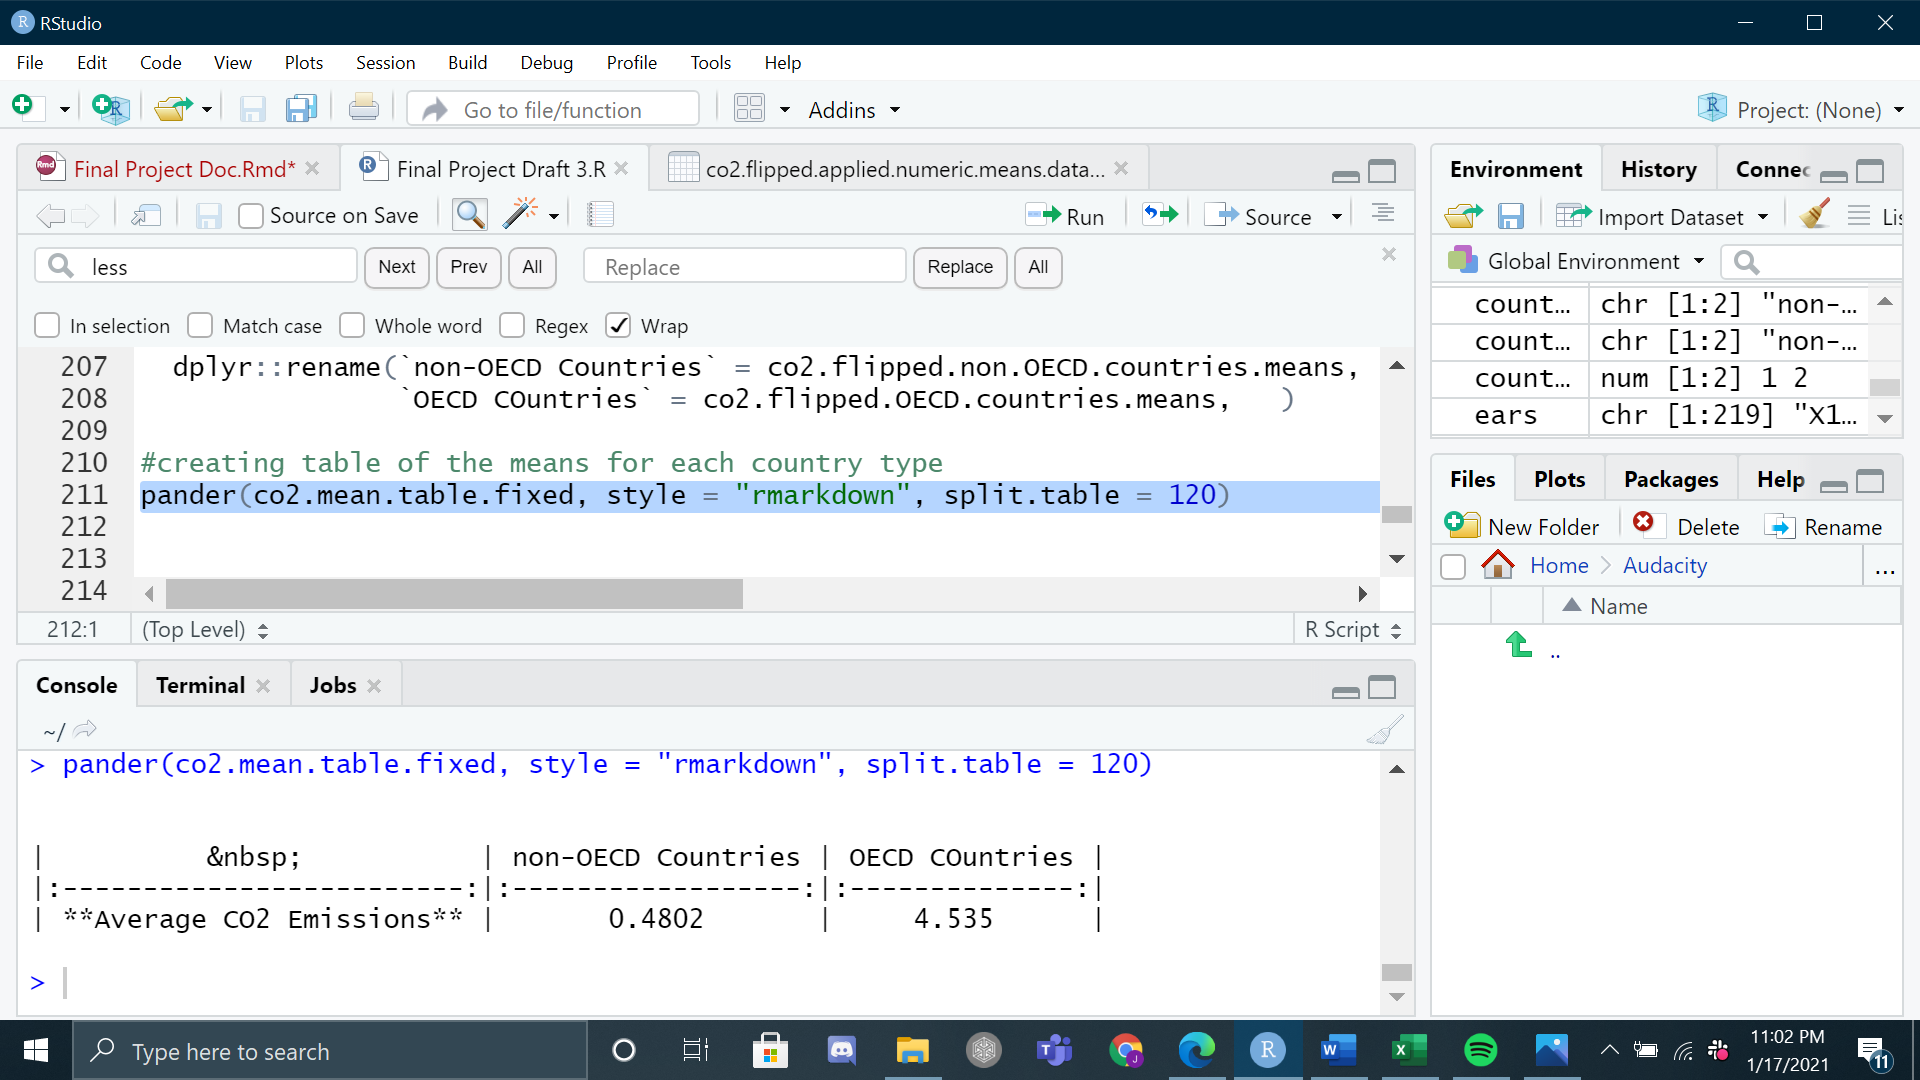 RStudio
File Edit Code View Plots Session Build Debug Profile Tools Help
Go to file/function Addins Project: (None)
Final Project Doc.Rmd* Final Project Draft 3.R co2.flipped.applied.numeric.means.data...
Source on Save Run Source
less Next Prev All Replace Replace All
In selection Match case Whole word Regex Wrap
207 dplyr::rename(`non-OECD Countries` = co2.flipped.non.OECD.countries.means,
208 `OECD COuntries` = co2.flipped.OECD.countries.means, )
209
210 #creating table of the means for each country type
211 pander(co2.mean.table.fixed, style = "rmarkdown", split.table = 120)
212
213
214
212:1 (Top Level) R Script
Console Terminal Jobs
~/
> pander(co2.mean.table.fixed, style = "rmarkdown", split.table = 120)
| &nbsp; | non-OECD Countries | OECD COuntries |
|:-------------------------:|:------------------:|:--------------:|
| **Average CO2 Emissions** | 0.4802 | 4.535 |
>
Environment History Connec
Import Dataset Lis
Global Environment
count... chr [1:2] "non-...
count... chr [1:2] "non-...
count... num [1:2] 1 2
ears chr [1:219] "X1...
Files Plots Packages Help
New Folder Delete Rename
Home Audacity ...
Name
..
Type here to search
11:02 PM
1/17/2021
11